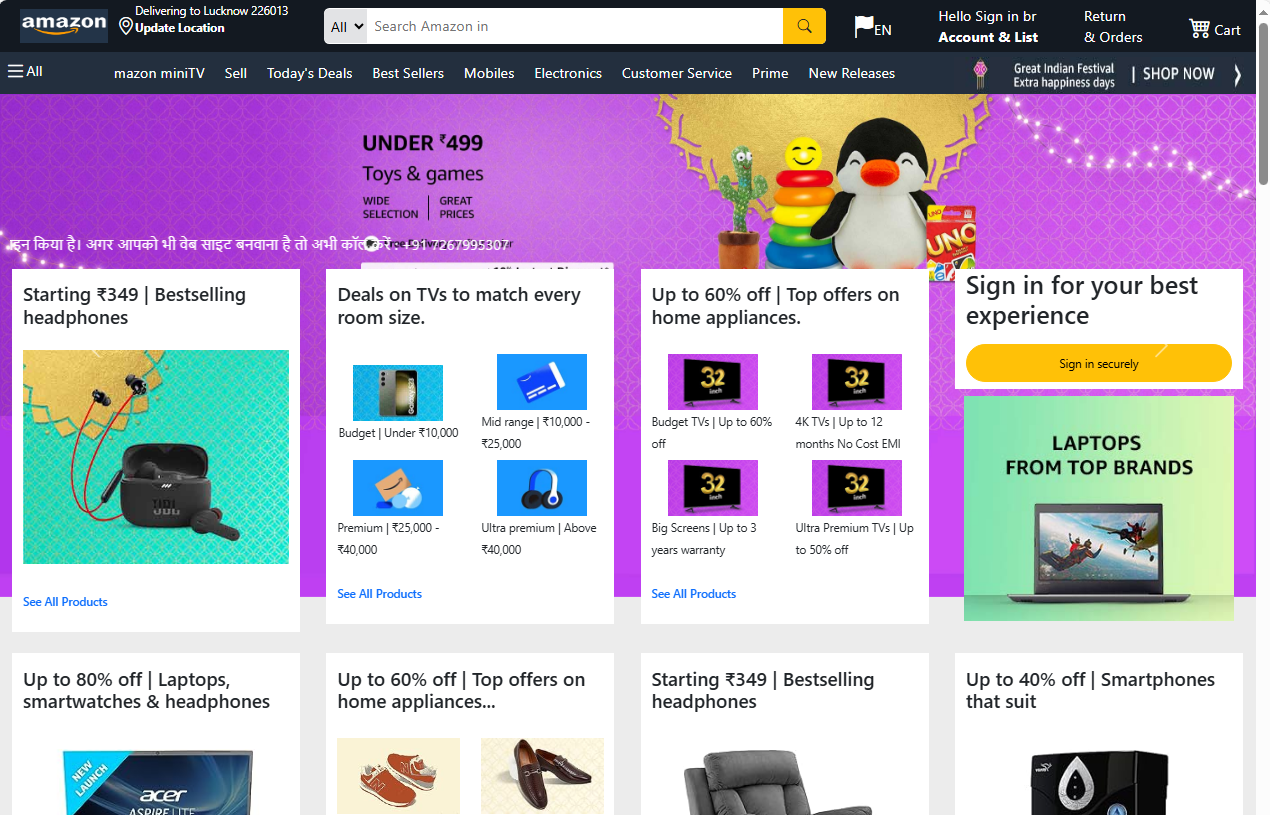 amazon
Delivering to Lucknow 226013
Update Location
All
Search Amazon in
EN
Hello Sign in br
Account & List
Return
& Orders
Cart
All
mazon miniTV
Sell
Today's Deals
Best Sellers
Mobiles
Electronics
Customer Service
Prime
New Releases
Great Indian Festival
Extra happiness days
SHOP NOW
UNDER ₹499
Toys & games
WIDE
SELECTION
GREAT
PRICES
UNO
UNO
इन किया है। अगर आपको भी वेब साइट बनवाना है तो अभी कॉल करें : +91 7267995307
Starting ₹349 | Bestselling
headphones
JBL
See All Products
Deals on TVs to match every
room size.
Galaxy S23
Budget | Under ₹10,000
Mid range | ₹10,000 -
₹25,000
Premium | ₹25,000 -
₹40,000
Ultra premium | Above
₹40,000
See All Products
Up to 60% off | Top offers on
home appliances.
32
inch
32
inch
Budget TVs | Up to 60%
off
4K TVs | Up to 12
months No Cost EMI
32
inch
32
inch
Big Screens | Up to 3
years warranty
Ultra Premium TVs | Up
to 50% off
See All Products
Sign in for your best
experience
Sign in securely
LAPTOPS
FROM TOP BRANDS
Up to 80% off | Laptops,
smartwatches & headphones
NEW
LAUNCH
acer
ASPIRE LITE
Up to 60% off | Top offers on
home appliances...
Starting ₹349 | Bestselling
headphones
Up to 40% off | Smartphones
that suit